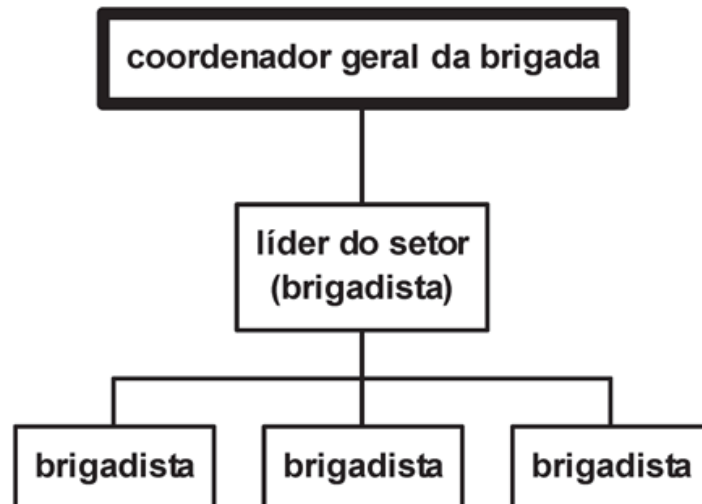 coordenador geral da brigada
líder do setor
(brigadista)
brigadista
brigadista
brigadista